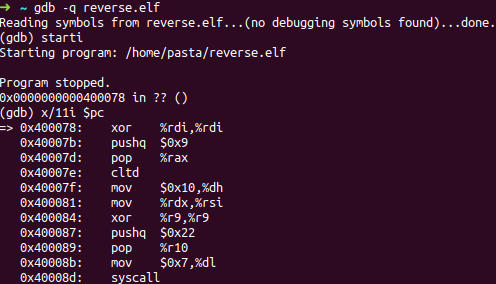 ➜ ~ gdb -q reverse.elf
Reading symbols from reverse.elf...(no debugging symbols found)...done.
(gdb) starti
Starting program: /home/pasta/reverse.elf
Program stopped.
0x0000000000400078 in ?? ()
(gdb) x/11i $pc
=> 0x400078: xor %rdi,%rdi
0x40007b: pushq $0x9
0x40007d: pop %rax
0x40007e: cltd
0x40007f: mov $0x10,%dh
0x400081: mov %rdx,%rsi
0x400084: xor %r9,%r9
0x400087: pushq $0x22
0x400089: pop %r10
0x40008b: mov $0x7,%dl
0x40008d: syscall